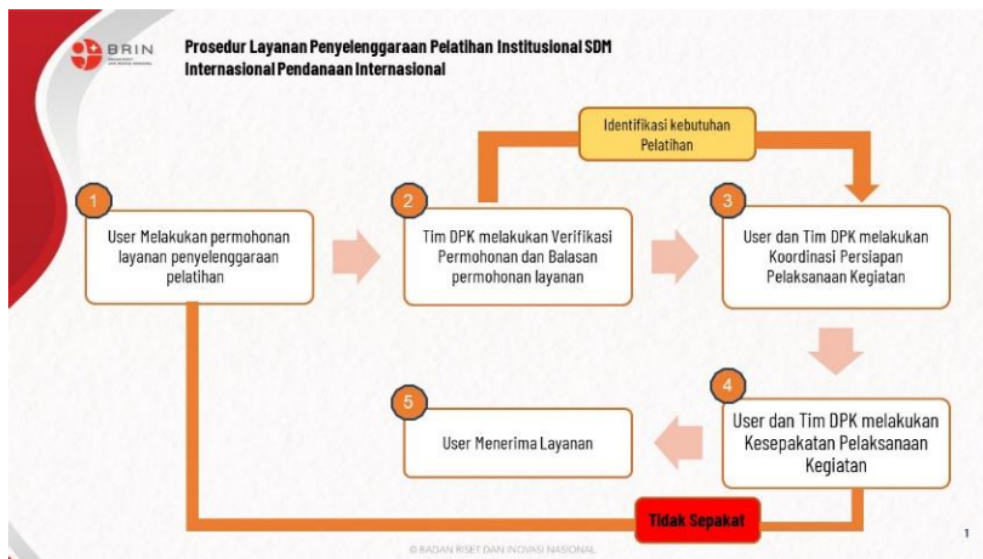 BRIN
Prosedur Layanan Penyelenggaraan Pelatihan Institusional SDM
Internasional Pendanaan Internasional
Identifikasi kebutuhan
Pelatihan
1
User Melakukan permohonan
layanan penyelenggaraan
pelatihan
2
Tim DPK melakukan Verifikasi
Permohonan dan Balasan
permohonan layanan
3
User dan Tim DPK melakukan
Koordinasi Persiapan
Pelaksanaan Kegiatan
4
User dan Tim DPK melakukan
Kesepakatan Pelaksanaan
Kegiatan
5
User Menerima Layanan
Tidak Sepakat
1
© BADAN RISET DAN INOVASI NASIONAL